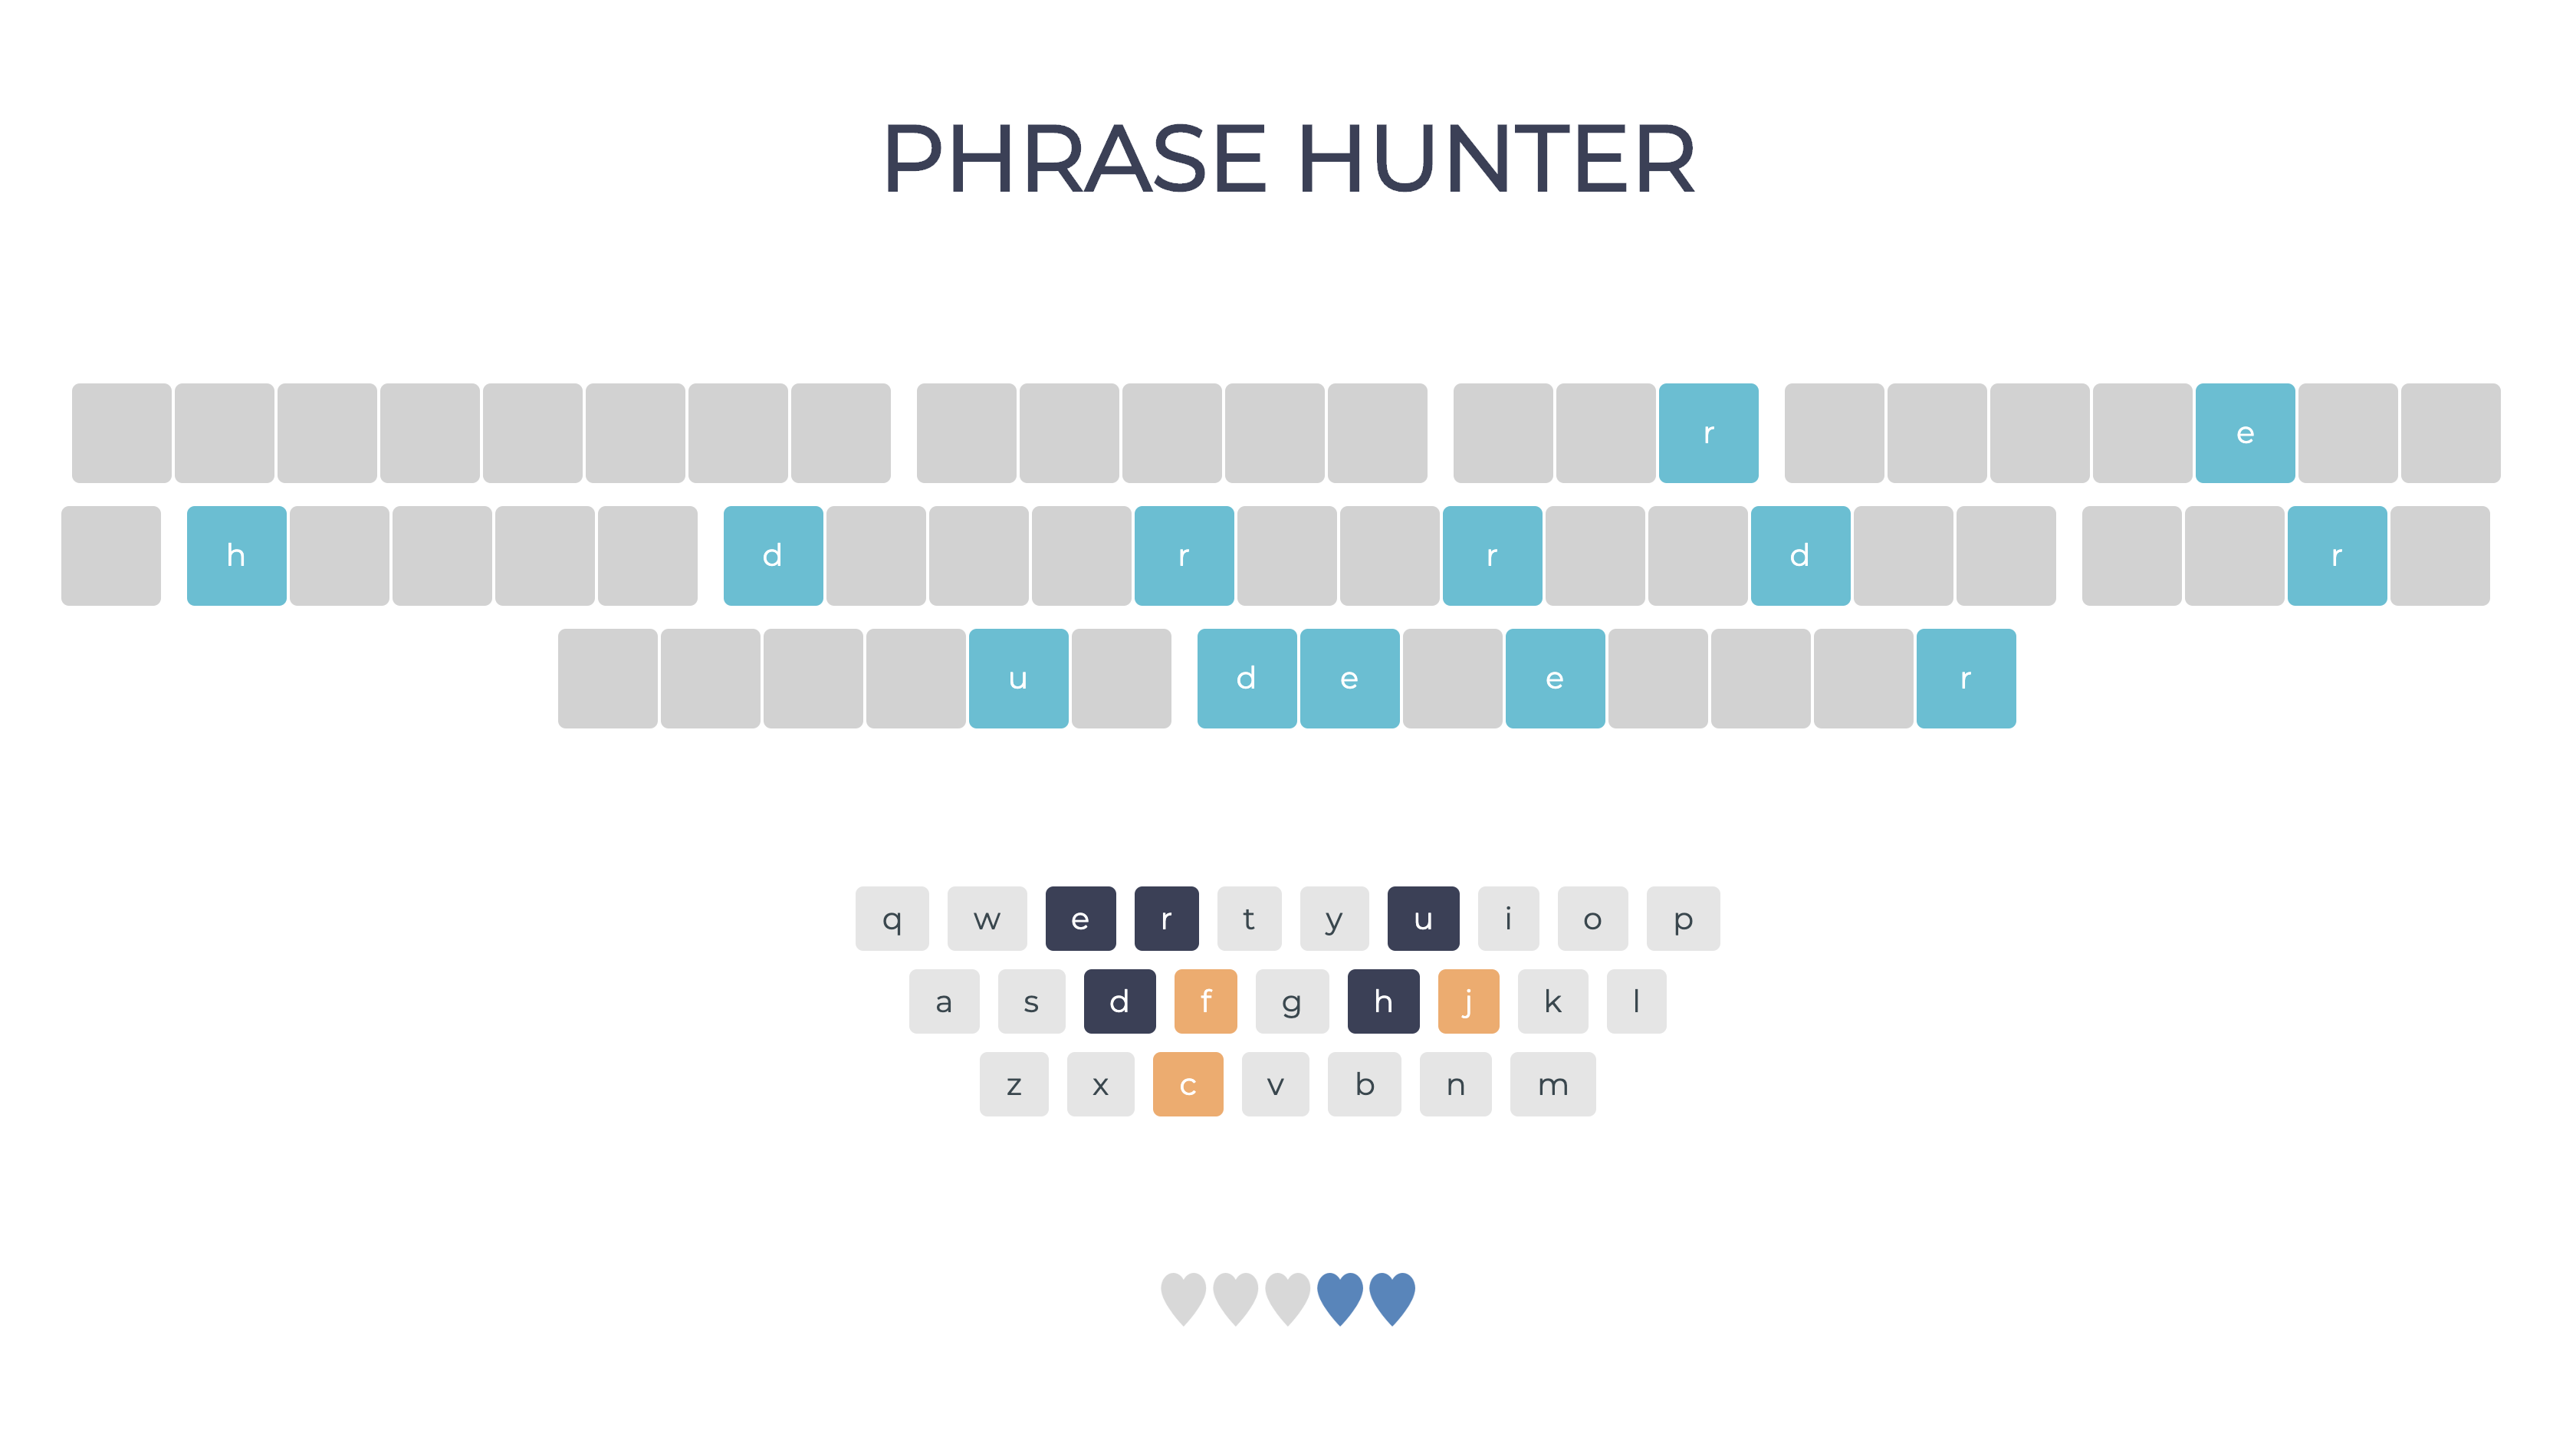 PHRASE HUNTER
r e
h d r r d r
u d e e r
q w e r t y u i o p
a s d f g h j k l
z x c v b n m